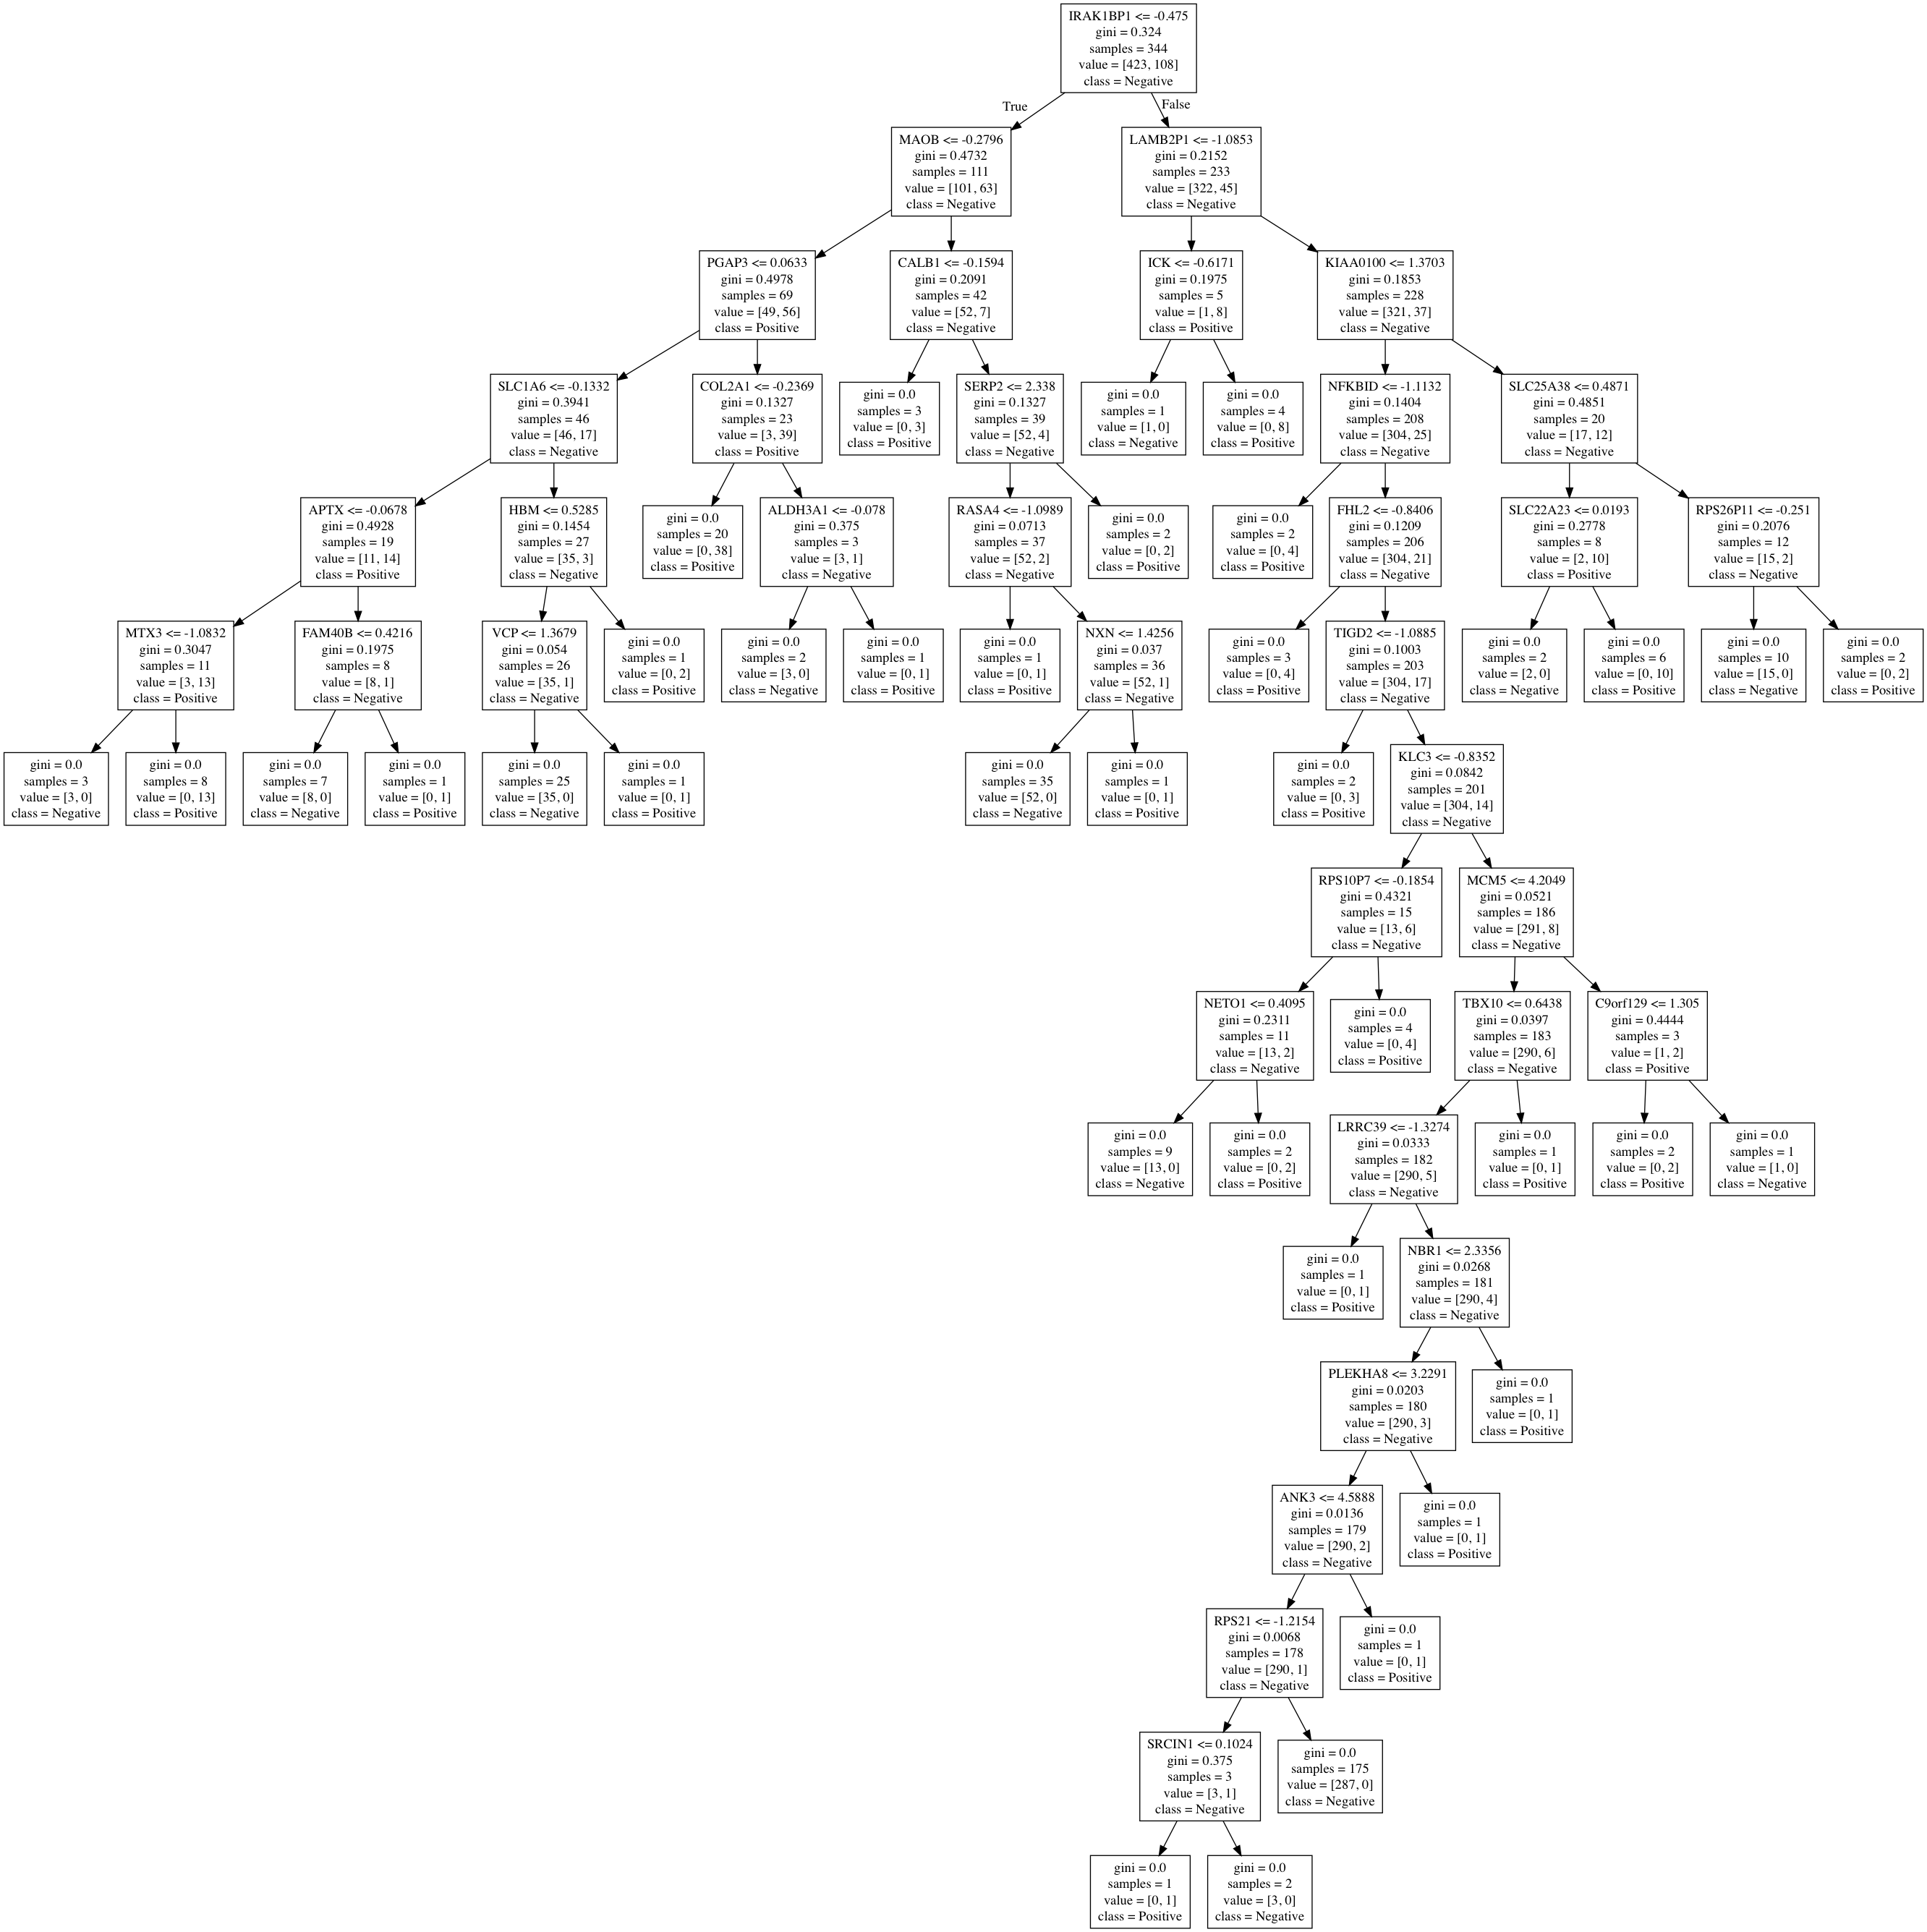 IRAK1BP1 <= -0.475
gini = 0.324
samples = 344
value = [423, 108]
class = Negative
True
False
MAOB <= -0.2796
gini = 0.4732
samples = 111
value = [101, 63]
class = Negative
LAMB2P1 <= -1.0853
gini = 0.2152
samples = 233
value = [322, 45]
class = Negative
PGAP3 <= 0.0633
gini = 0.4978
samples = 69
value = [49, 56]
class = Positive
CALB1 <= -0.1594
gini = 0.2091
samples = 42
value = [52, 7]
class = Negative
ICK <= -0.6171
gini = 0.1975
samples = 5
value = [1, 8]
class = Positive
KIAA0100 <= 1.3703
gini = 0.1853
samples = 228
value = [321, 37]
class = Negative
SLC1A6 <= -0.1332
gini = 0.3941
samples = 46
value = [46, 17]
class = Negative
COL2A1 <= -0.2369
gini = 0.1327
samples = 23
value = [3, 39]
class = Positive
gini = 0.0
samples = 3
value = [0, 3]
class = Positive
SERP2 <= 2.338
gini = 0.1327
samples = 39
value = [52, 4]
class = Negative
gini = 0.0
samples = 1
value = [1, 0]
class = Negative
gini = 0.0
samples = 4
value = [0, 8]
class = Positive
NFKBID <= -1.1132
gini = 0.1404
samples = 208
value = [304, 25]
class = Negative
SLC25A38 <= 0.4871
gini = 0.4851
samples = 20
value = [17, 12]
class = Negative
APTX <= -0.0678
gini = 0.4928
samples = 19
value = [11, 14]
class = Positive
HBM <= 0.5285
gini = 0.1454
samples = 27
value = [35, 3]
class = Negative
gini = 0.0
samples = 20
value = [0, 38]
class = Positive
ALDH3A1 <= -0.078
gini = 0.375
samples = 3
value = [3, 1]
class = Negative
RASA4 <= -1.0989
gini = 0.0713
samples = 37
value = [52, 2]
class = Negative
gini = 0.0
samples = 2
value = [0, 2]
class = Positive
gini = 0.0
samples = 2
value = [0, 4]
class = Positive
FHL2 <= -0.8406
gini = 0.1209
samples = 206
value = [304, 21]
class = Negative
SLC22A23 <= 0.0193
gini = 0.2778
samples = 8
value = [2, 10]
class = Positive
RPS26P11 <= -0.251
gini = 0.2076
samples = 12
value = [15, 2]
class = Negative
MTX3 <= -1.0832
gini = 0.3047
samples = 11
value = [3, 13]
class = Positive
FAM40B <= 0.4216
gini = 0.1975
samples = 8
value = [8, 1]
class = Negative
VCP <= 1.3679
gini = 0.054
samples = 26
value = [35, 1]
class = Negative
gini = 0.0
samples = 1
value = [0, 2]
class = Positive
gini = 0.0
samples = 2
value = [3, 0]
class = Negative
gini = 0.0
samples = 1
value = [0, 1]
class = Positive
gini = 0.0
samples = 1
value = [0, 1]
class = Positive
NXN <= 1.4256
gini = 0.037
samples = 36
value = [52, 1]
class = Negative
gini = 0.0
samples = 3
value = [0, 4]
class = Positive
TIGD2 <= -1.0885
gini = 0.1003
samples = 203
value = [304, 17]
class = Negative
gini = 0.0
samples = 2
value = [2, 0]
class = Negative
gini = 0.0
samples = 6
value = [0, 10]
class = Positive
gini = 0.0
samples = 10
value = [15, 0]
class = Negative
gini = 0.0
samples = 2
value = [0, 2]
class = Positive
gini = 0.0
samples = 3
value = [3, 0]
class = Negative
gini = 0.0
samples = 8
value = [0, 13]
class = Positive
gini = 0.0
samples = 7
value = [8, 0]
class = Negative
gini = 0.0
samples = 1
value = [0, 1]
class = Positive
gini = 0.0
samples = 25
value = [35, 0]
class = Negative
gini = 0.0
samples = 1
value = [0, 1]
class = Positive
gini = 0.0
samples = 35
value = [52, 0]
class = Negative
gini = 0.0
samples = 1
value = [0, 1]
class = Positive
gini = 0.0
samples = 2
value = [0, 3]
class = Positive
KLC3 <= -0.8352
gini = 0.0842
samples = 201
value = [304, 14]
class = Negative
RPS10P7 <= -0.1854
gini = 0.4321
samples = 15
value = [13, 6]
class = Negative
MCM5 <= 4.2049
gini = 0.0521
samples = 186
value = [291, 8]
class = Negative
NETO1 <= 0.4095
gini = 0.2311
samples = 11
value = [13, 2]
class = Negative
gini = 0.0
samples = 4
value = [0, 4]
class = Positive
TBX10 <= 0.6438
gini = 0.0397
samples = 183
value = [290, 6]
class = Negative
C9orf129 <= 1.305
gini = 0.4444
samples = 3
value = [1, 2]
class = Positive
gini = 0.0
samples = 9
value = [13, 0]
class = Negative
gini = 0.0
samples = 2
value = [0, 2]
class = Positive
LRRC39 <= -1.3274
gini = 0.0333
samples = 182
value = [290, 5]
class = Negative
gini = 0.0
samples = 1
value = [0, 1]
class = Positive
gini = 0.0
samples = 2
value = [0, 2]
class = Positive
gini = 0.0
samples = 1
value = [1, 0]
class = Negative
gini = 0.0
samples = 1
value = [0, 1]
class = Positive
NBR1 <= 2.3356
gini = 0.0268
samples = 181
value = [290, 4]
class = Negative
PLEKHA8 <= 3.2291
gini = 0.0203
samples = 180
value = [290, 3]
class = Negative
gini = 0.0
samples = 1
value = [0, 1]
class = Positive
ANK3 <= 4.5888
gini = 0.0136
samples = 179
value = [290, 2]
class = Negative
gini = 0.0
samples = 1
value = [0, 1]
class = Positive
RPS21 <= -1.2154
gini = 0.0068
samples = 178
value = [290, 1]
class = Negative
gini = 0.0
samples = 1
value = [0, 1]
class = Positive
SRCIN1 <= 0.1024
gini = 0.375
samples = 3
value = [3, 1]
class = Negative
gini = 0.0
samples = 175
value = [287, 0]
class = Negative
gini = 0.0
samples = 1
value = [0, 1]
class = Positive
gini = 0.0
samples = 2
value = [3, 0]
class = Negative